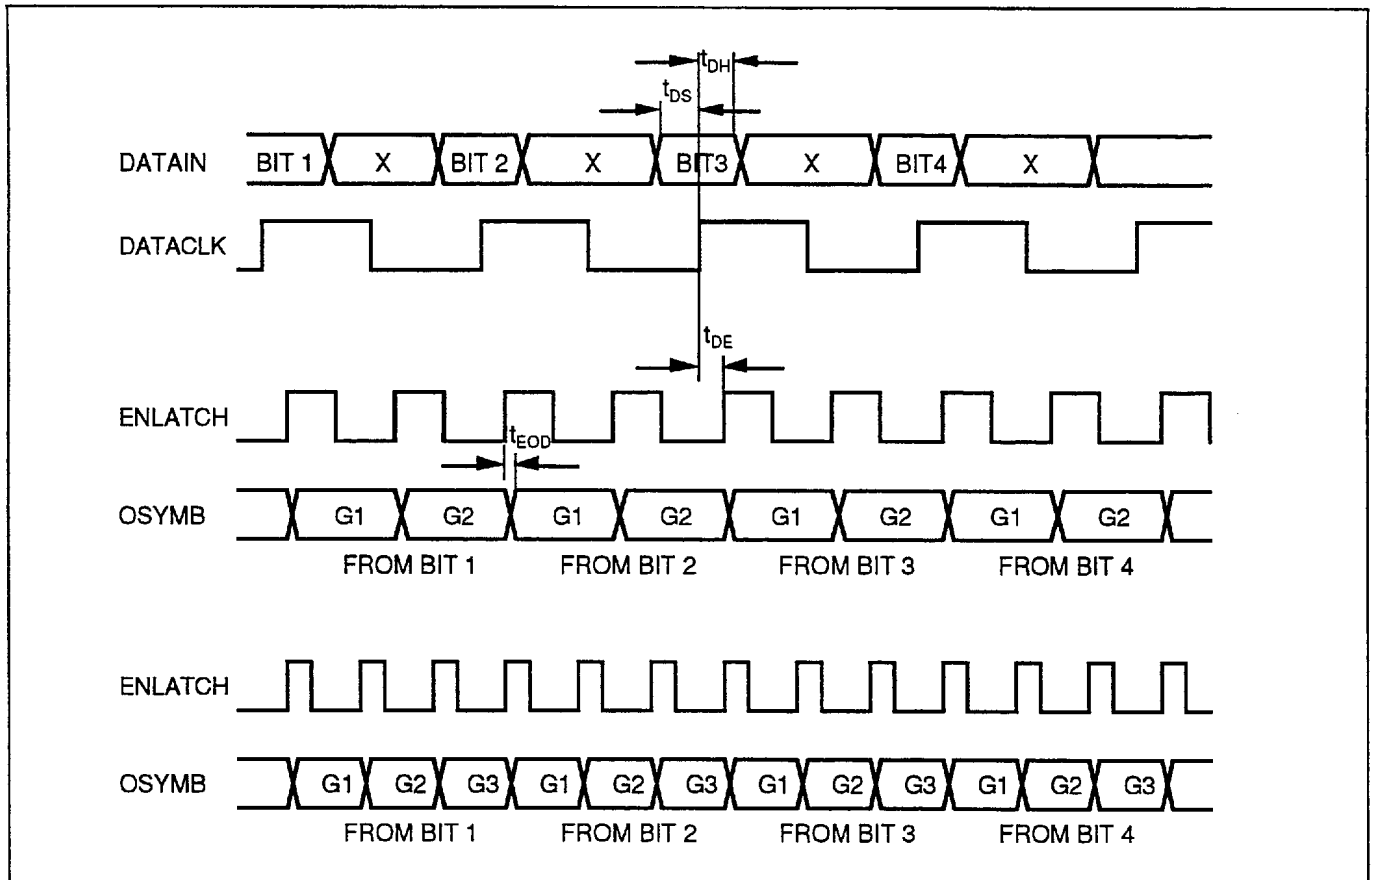 tDH
tDS
DATAIN BIT 1 X BIT 2 X BIT3 X BIT4 X
DATACLK
tDE
ENLATCH
tEOD
OSYMB G1 G2 G1 G2 G1 G2 G1 G2
FROM BIT 1 FROM BIT 2 FROM BIT 3 FROM BIT 4
ENLATCH
OSYMB G1 G2 G3 G1 G2 G3 G1 G2 G3 G1 G2 G3
FROM BIT 1 FROM BIT 2 FROM BIT 3 FROM BIT 4